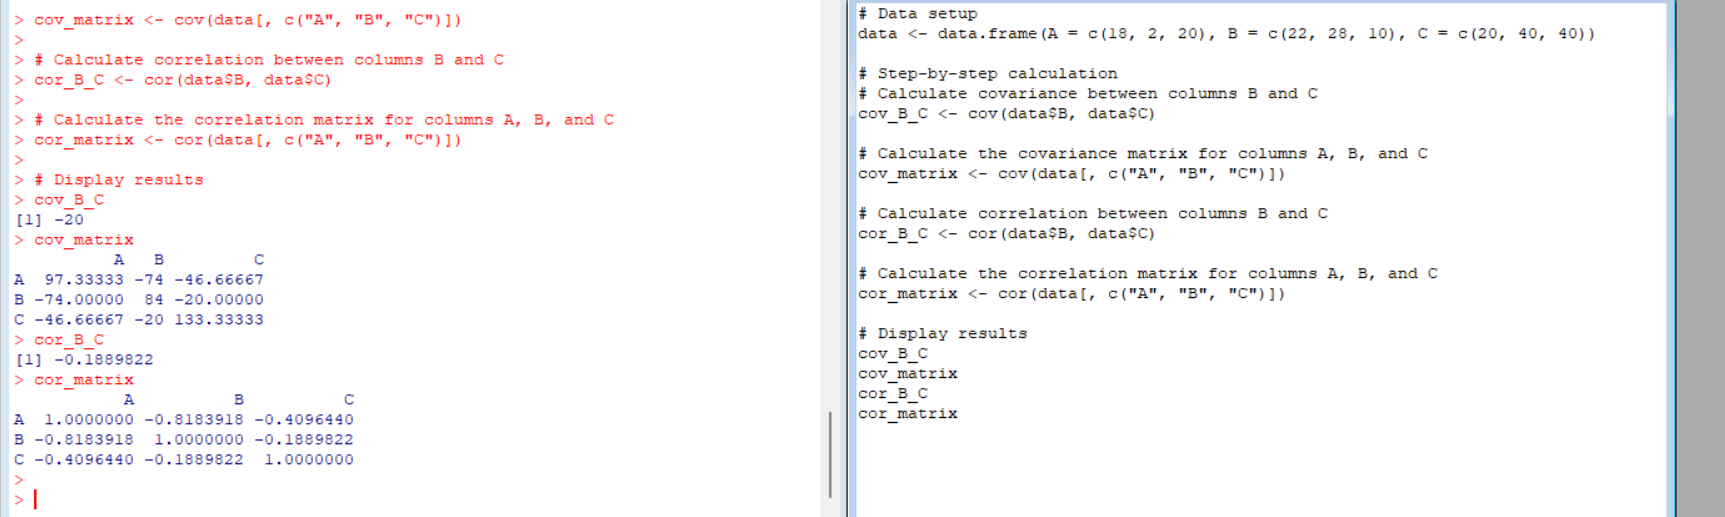 > cov_matrix <- cov(data[, c("A", "B", "C")])
>
> # Calculate correlation between columns B and C
> cor_B_C <- cor(data$B, data$C)
>
> # Calculate the correlation matrix for columns A, B, and C
> cor_matrix <- cor(data[, c("A", "B", "C")])
>
> # Display results
> cov_B_C
[1] -20
> cov_matrix
A B C
A 97.33333 -74 -46.66667
B -74.00000 84 -20.00000
C -46.66667 -20 133.33333
> cor_B_C
[1] -0.1889822
> cor_matrix
A B C
A 1.0000000 -0.8183918 -0.4096440
B -0.8183918 1.0000000 -0.1889822
C -0.4096440 -0.1889822 1.0000000
>
>
# Data setup
data <- data.frame(A = c(18, 2, 20), B = c(22, 28, 10), C = c(20, 40, 40))
# Step-by-step calculation
# Calculate covariance between columns B and C
cov_B_C <- cov(data$B, data$C)
# Calculate the covariance matrix for columns A, B, and C
cov_matrix <- cov(data[, c("A", "B", "C")])
# Calculate correlation between columns B and C
cor_B_C <- cor(data$B, data$C)
# Calculate the correlation matrix for columns A, B, and C
cor_matrix <- cor(data[, c("A", "B", "C")])
# Display results
cov_B_C
cov_matrix
cor_B_C
cor_matrix